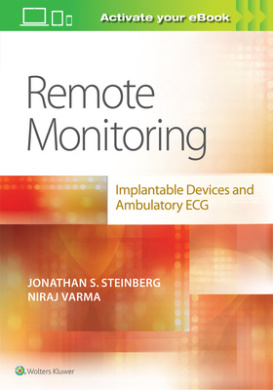 Activate your eBook
Remote
Monitoring
Implantable Devices and
Ambulatory ECG
JONATHAN S. STEINBERG
NIRAJ VARMA
Wolters Kluwer